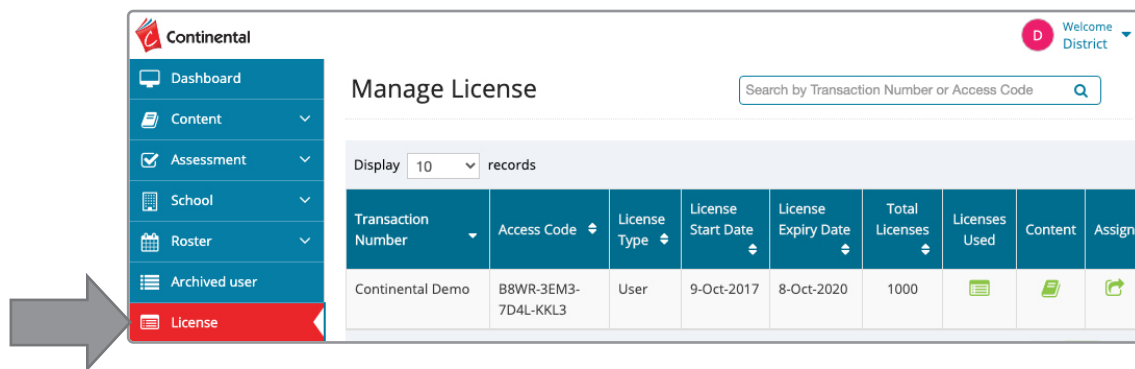 Continental
D
Welcome
District
Dashboard
Content
Assessment
School
Roster
Archived user
License
Manage License
Search by Transaction Number or Access Code
Display 10 records
Transaction Number
Access Code
License Type
License Start Date
License Expiry Date
Total Licenses
Licenses Used
Content
Assign
Continental Demo
B8WR-3EM3-
7D4L-KKL3
User
9-Oct-2017
8-Oct-2020
1000